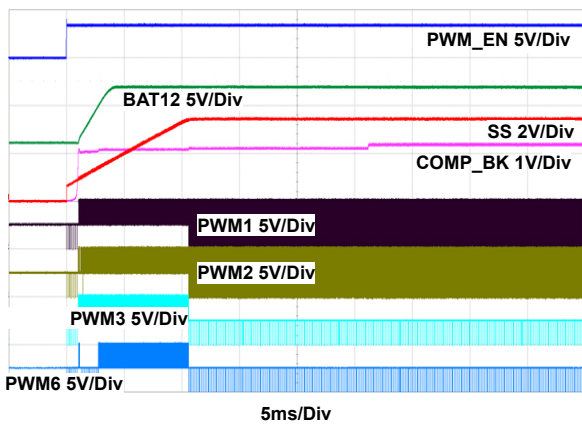 PWM_EN 5V/Div
BAT12 5V/Div
SS 2V/Div
COMP_BK 1V/Div
PWM1 5V/Div
PWM2 5V/Div
PWM3 5V/Div
PWM6 5V/Div
5ms/Div